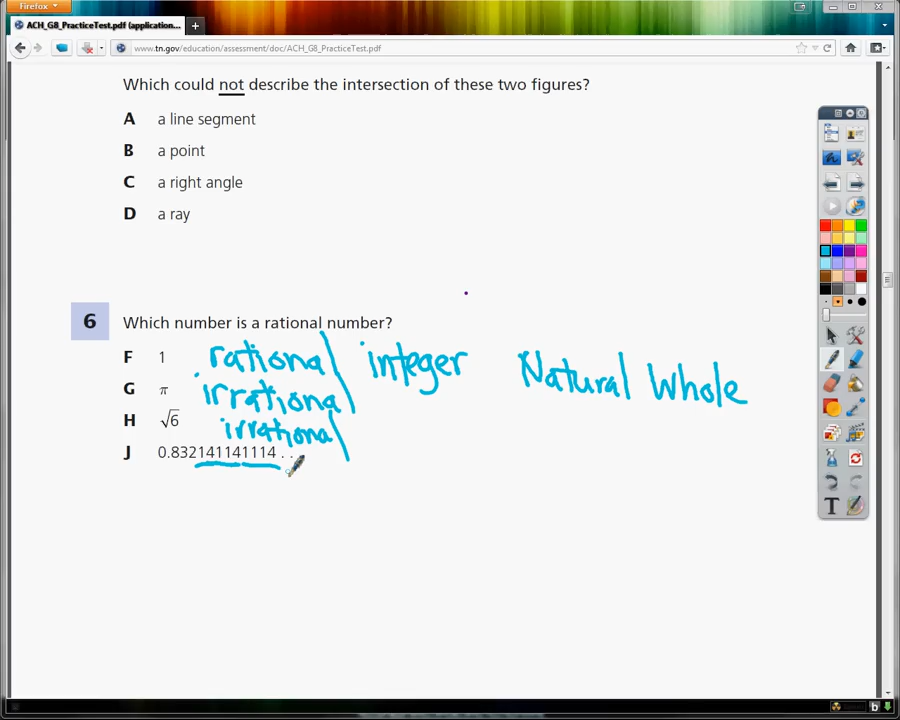 Firefox
ACH_G8_PracticeTest.pdf (application...
www.tn.gov/education/assessment/doc/ACH_G8_PracticeTest.pdf
Which could not describe the intersection of these two figures?
A a line segment
B a point
C a right angle
D a ray
6 Which number is a rational number?
F 1 rational integer Natural Whole
G π irrational
H √6 irrational
J 0.832141141114 . .
T
b